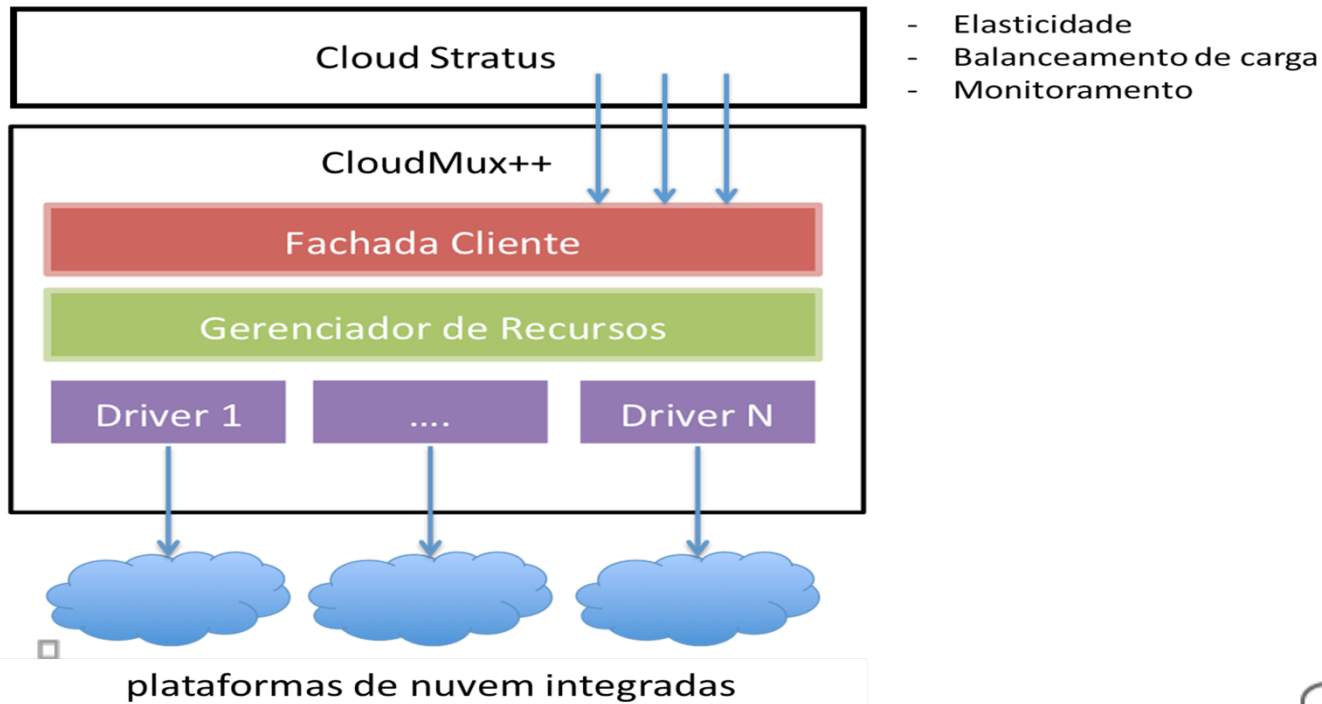 Cloud Stratus
- Elasticidade
- Balanceamento de carga
- Monitoramento
CloudMux++
Fachada Cliente
Gerenciador de Recursos
Driver 1
....
Driver N
plataformas de nuvem integradas